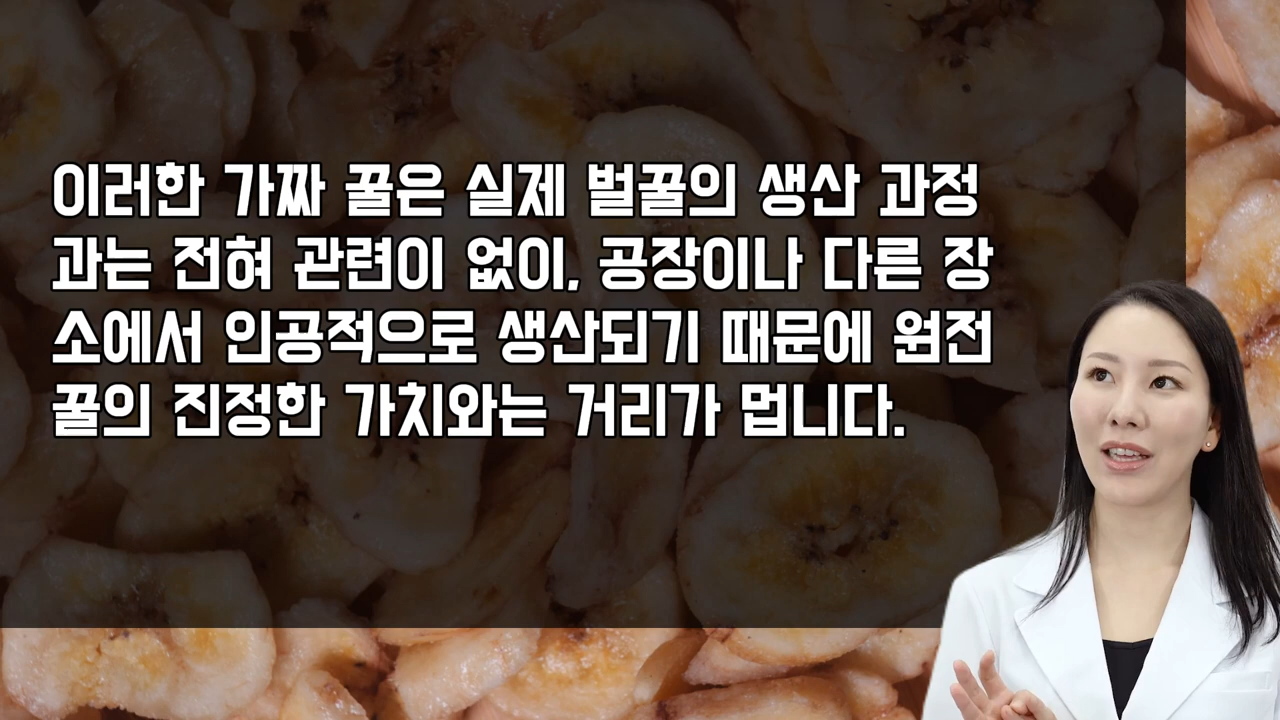 이러한 가짜 꿀은 실제 벌꿀의 생산 과정
과는 전혀 관련이 없이, 공장이나 다른 장
소에서 인공적으로 생산되기 때문에 원전
꿀의 진정한 가치와는 거리가 멉니다.